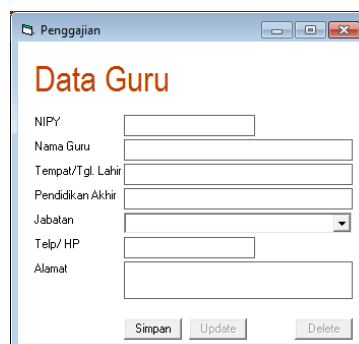 Penggajian
Data Guru
NIPY
Nama Guru
Tempat/Tgl. Lahir
Pendidikan Akhir
Jabatan
Telp/ HP
Alamat
Simpan Update Delete